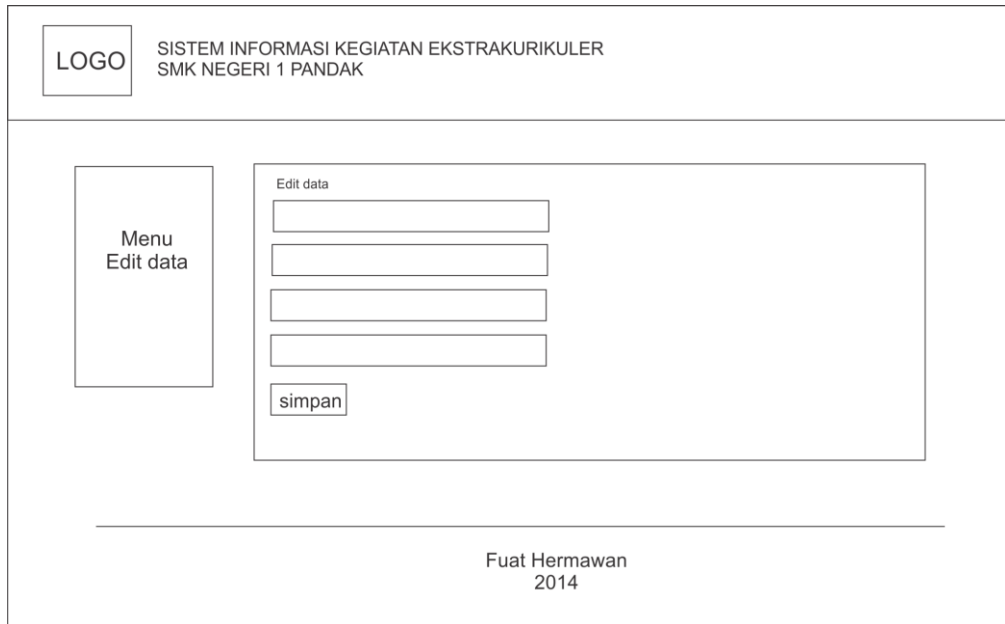 LOGO
SISTEM INFORMASI KEGIATAN EKSTRAKURIKULER
SMK NEGERI 1 PANDAK
Menu
Edit data
Edit data
simpan
Fuat Hermawan
2014